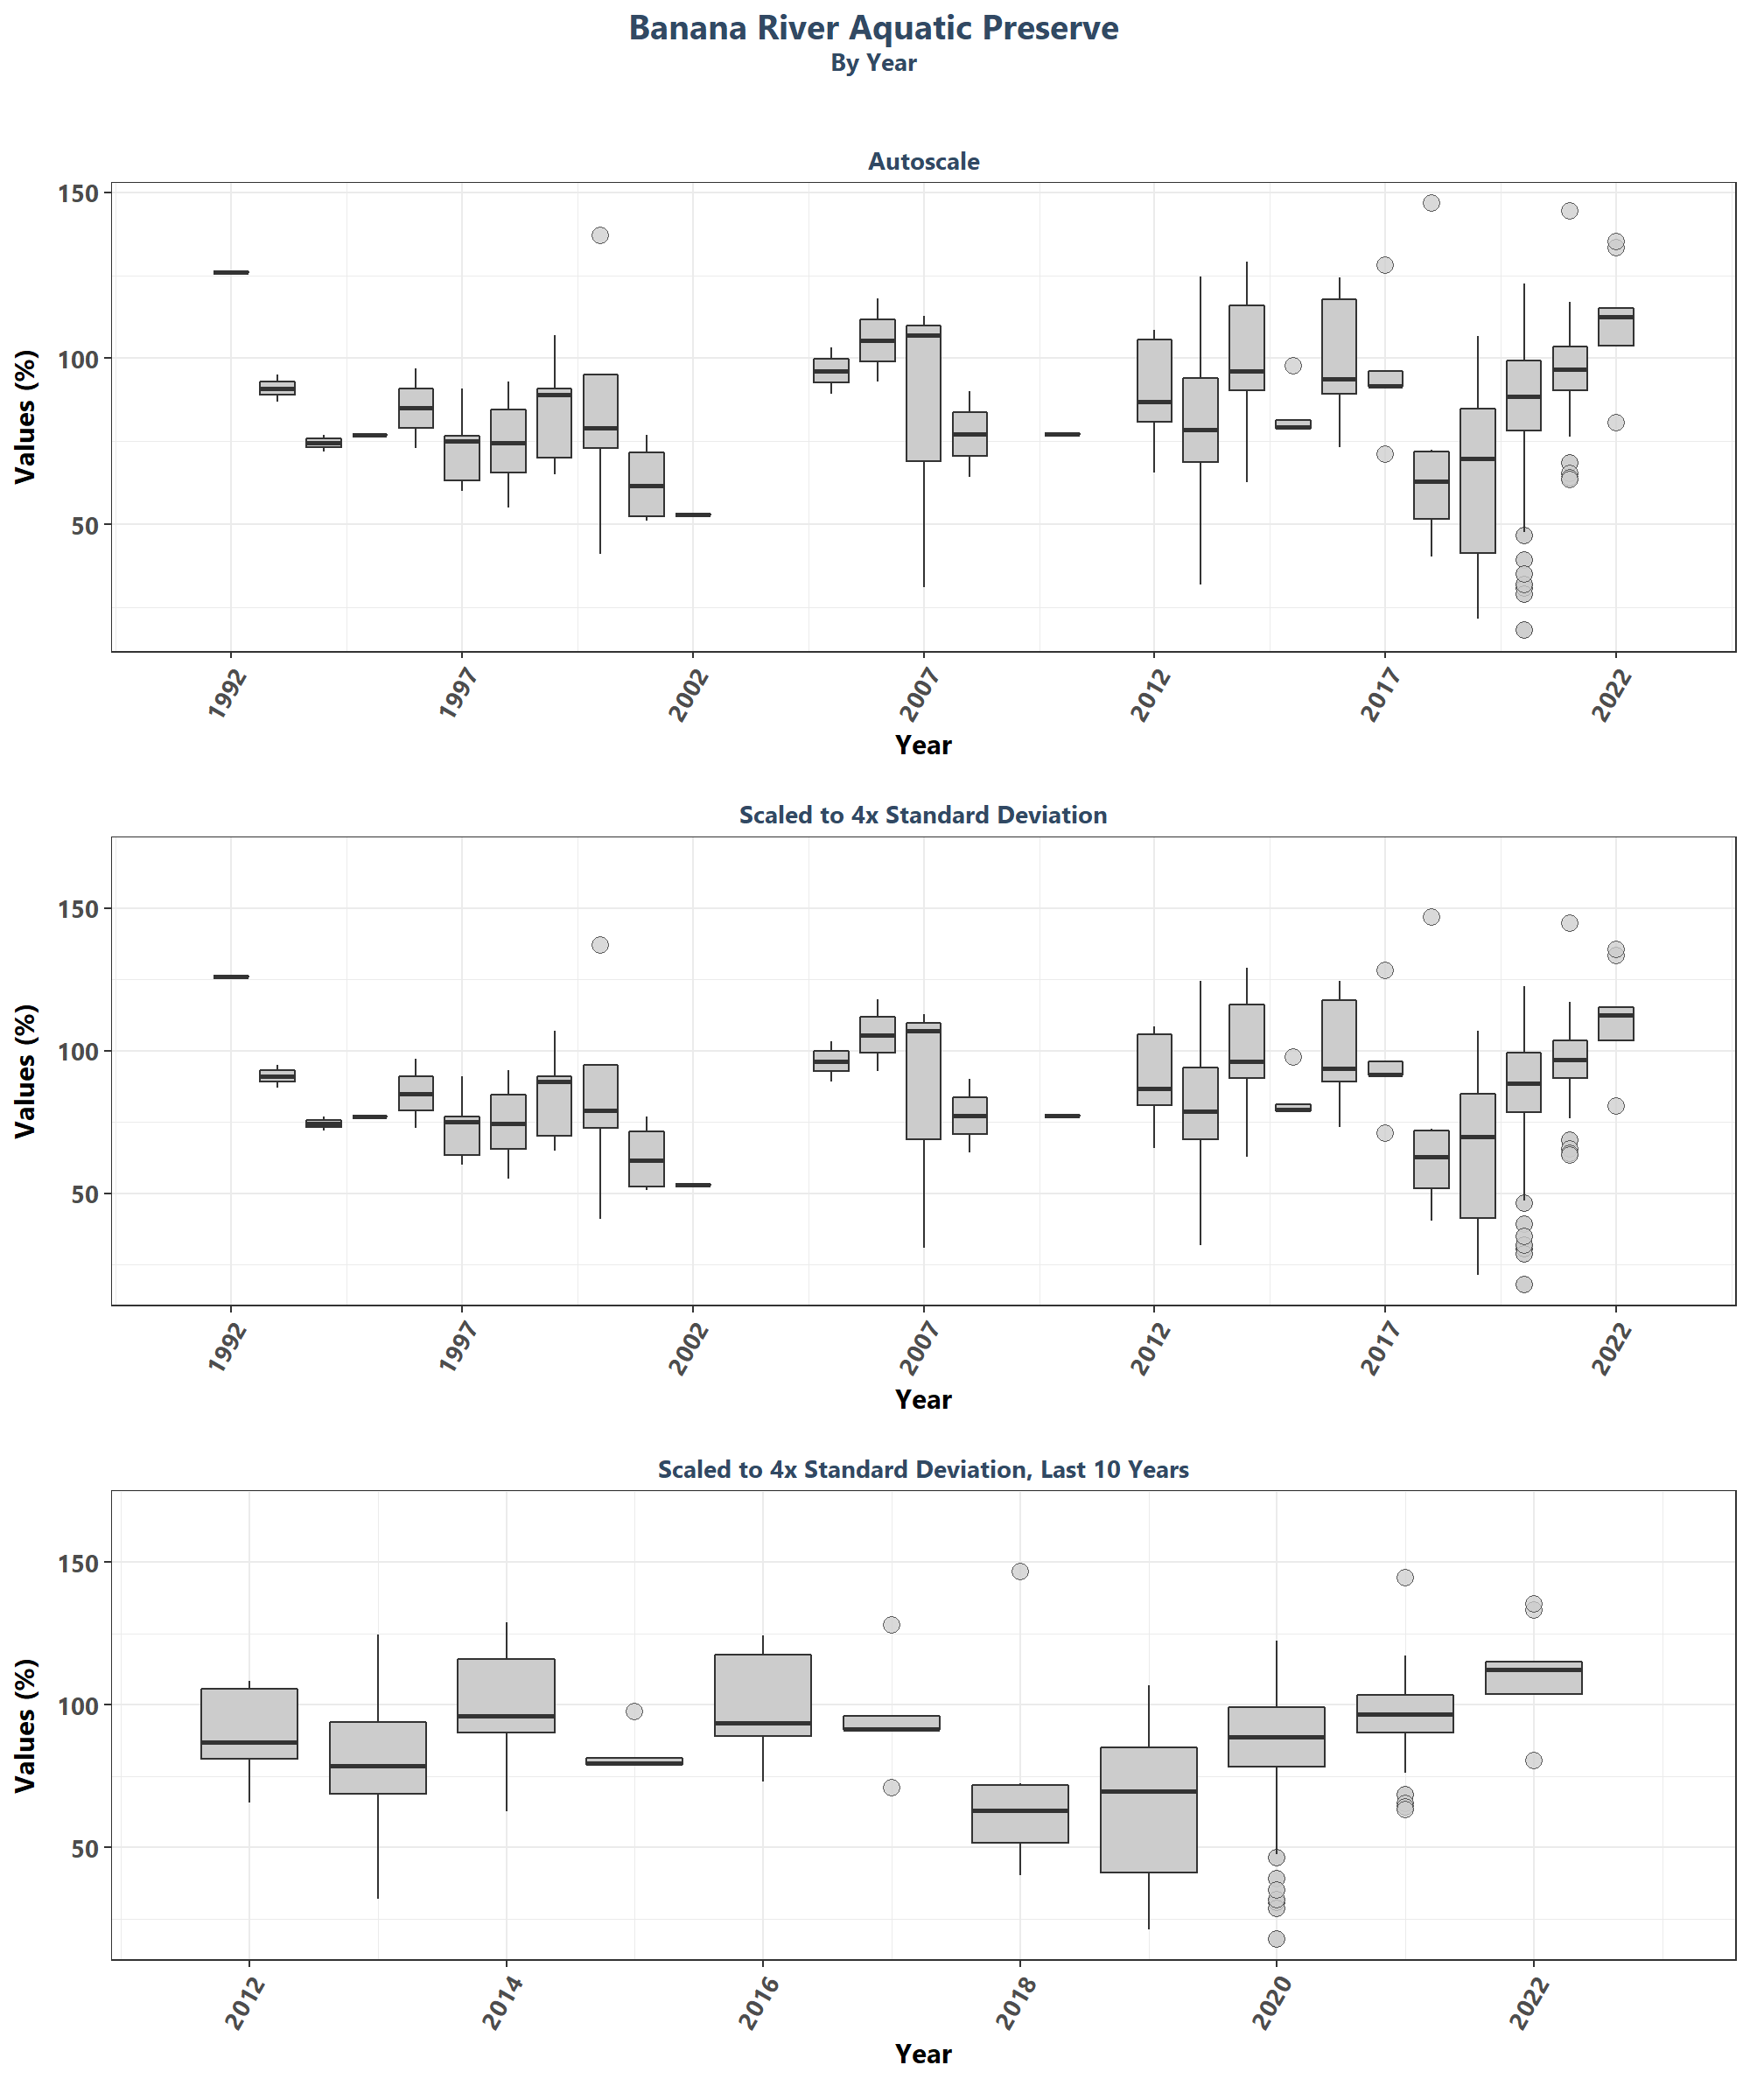 Banana River Aquatic Preserve
By Year
Autoscale
Values (%)
150
100
50
1992 1997 2002 2007 2012 2017 2022
Year
Scaled to 4x Standard Deviation
Values (%)
150
100
50
1992 1997 2002 2007 2012 2017 2022
Year
Scaled to 4x Standard Deviation, Last 10 Years
Values (%)
150
100
50
2012 2014 2016 2018 2020 2022
Year